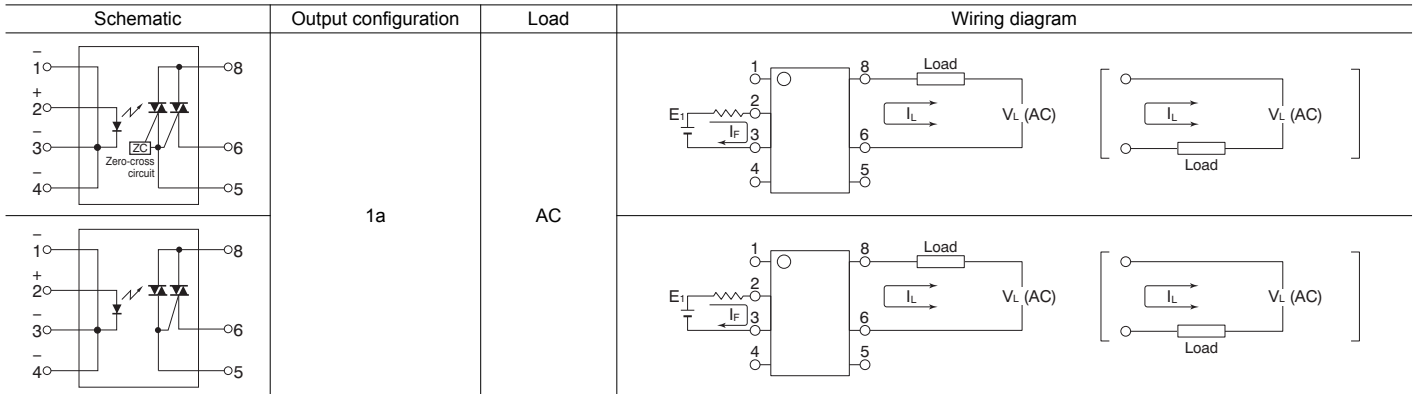 Schematic Output configuration Load Wiring diagram
−
1 8
+
2
−
3 ZC 6
Zero-cross
circuit
−
4 5
1 8 Load
2
E1 IF IL VL (AC)
3 6
4 5
IL VL (AC)
Load
1a AC
−
1 8
+
2
−
3 6
−
4 5
1 8 Load
2
E1 IF IL VL (AC)
3 6
4 5
IL VL (AC)
Load